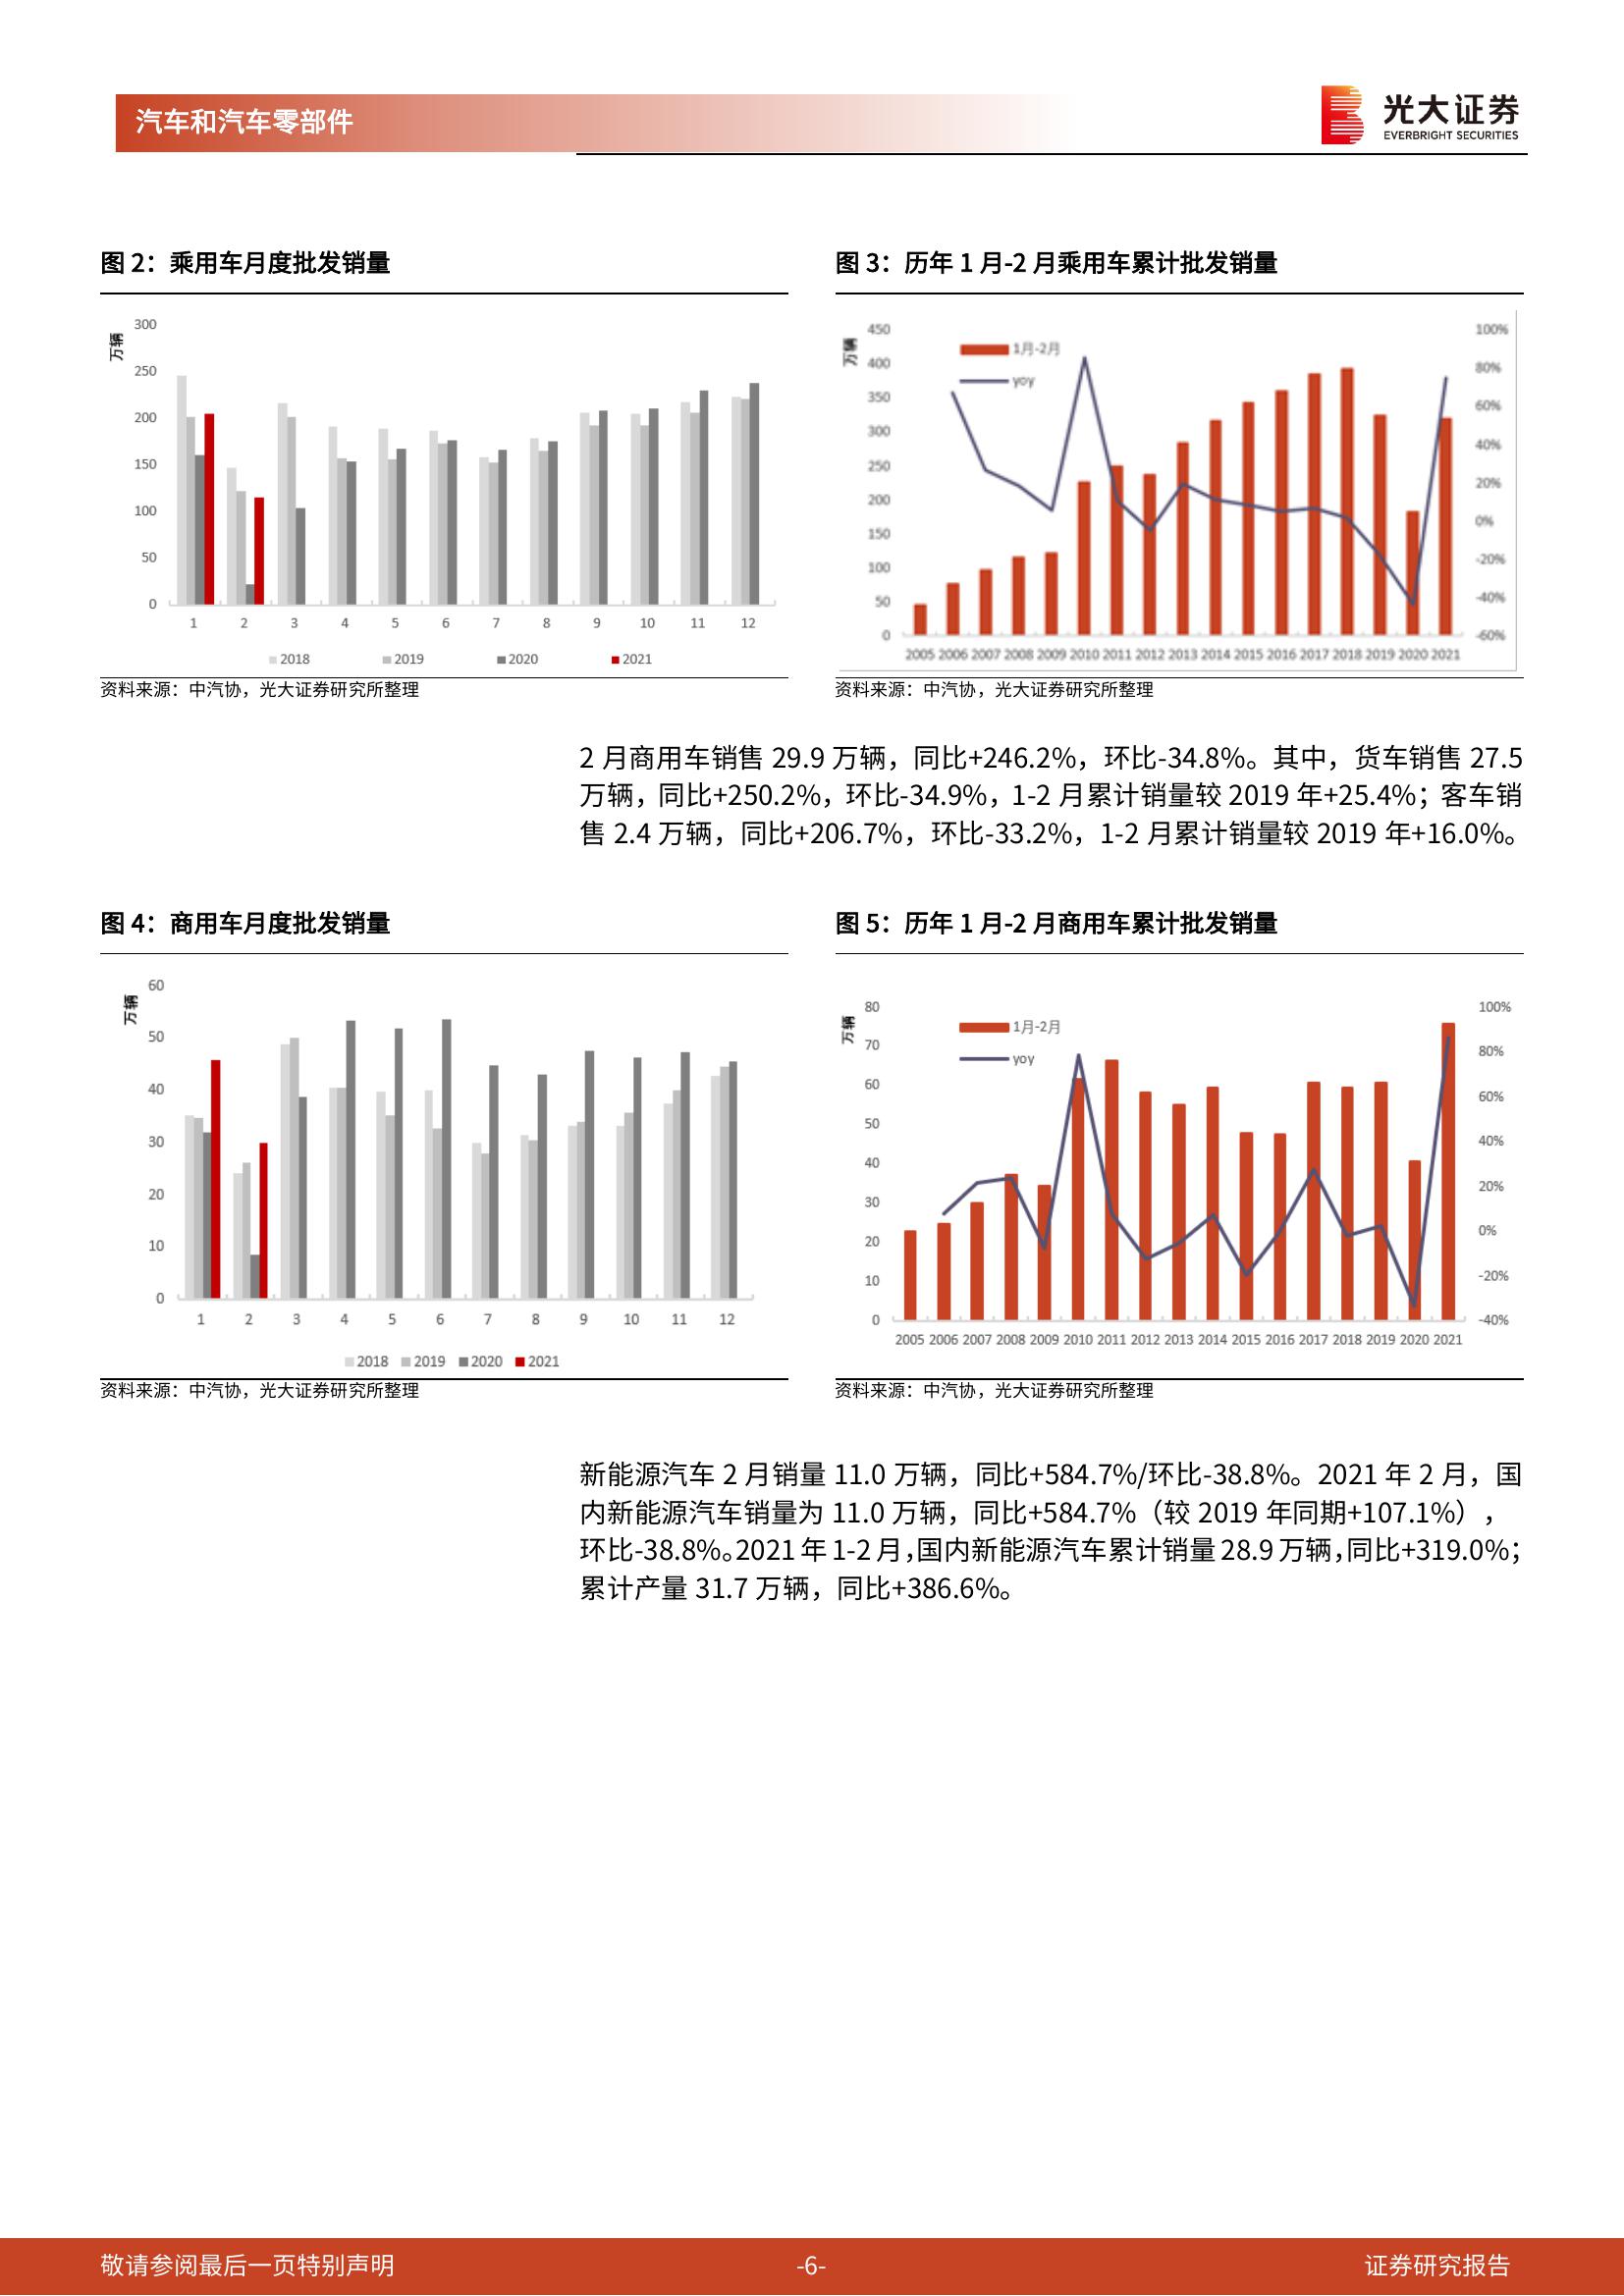 汽车和汽车零部件
光大证券
EVERBRIGHT SECURITIES
图 2：乘用车月度批发销量
万辆
300
250
200
150
100
50
0
1 2 3 4 5 6 7 8 9 10 11 12
2018 2019 2020 2021
资料来源：中汽协，光大证券研究所整理
图 3：历年 1 月-2 月乘用车累计批发销量
万辆
450
400
350
300
250
200
150
100
50
0
1月-2月
yoy
100%
80%
60%
40%
20%
0%
-20%
-40%
-60%
2005 2006 2007 2008 2009 2010 2011 2012 2013 2014 2015 2016 2017 2018 2019 2020 2021
资料来源：中汽协，光大证券研究所整理
2 月商用车销售 29.9 万辆，同比+246.2%，环比-34.8%。其中，货车销售 27.5
万辆，同比+250.2%，环比-34.9%，1-2 月累计销量较 2019 年+25.4%；客车销
售 2.4 万辆，同比+206.7%，环比-33.2%，1-2 月累计销量较 2019 年+16.0%。
图 4：商用车月度批发销量
万辆
60
50
40
30
20
10
0
1 2 3 4 5 6 7 8 9 10 11 12
2018 2019 2020 2021
资料来源：中汽协，光大证券研究所整理
图 5：历年 1 月-2 月商用车累计批发销量
万辆
80
70
60
50
40
30
20
10
0
1月-2月
yoy
100%
80%
60%
40%
20%
0%
-20%
-40%
2005 2006 2007 2008 2009 2010 2011 2012 2013 2014 2015 2016 2017 2018 2019 2020 2021
资料来源：中汽协，光大证券研究所整理
新能源汽车 2 月销量 11.0 万辆，同比+584.7%/环比-38.8%。2021 年 2 月，国
内新能源汽车销量为 11.0 万辆，同比+584.7%（较 2019 年同期+107.1%），
环比-38.8%。2021 年 1-2 月，国内新能源汽车累计销量 28.9 万辆，同比+319.0%；
累计产量 31.7 万辆，同比+386.6%。
敬请参阅最后一页特别声明
-6-
证券研究报告